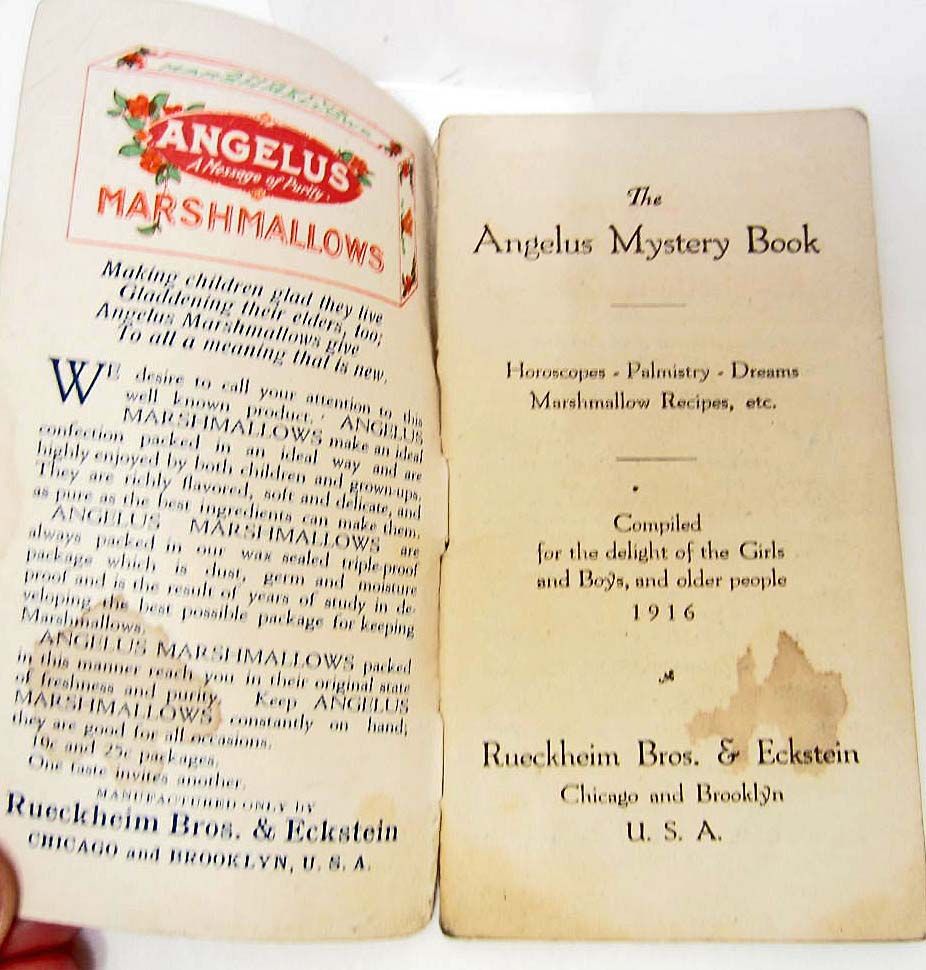 MARSHMALLOWS
ANGELUS
A Message of Purity.
MARSHMALLOWS
Making children glad they live
Gladdening their elders, too;
Angelus Marshmallows give
To all a meaning that is new.
WE desire to call your attention to this
well known product. ANGELUS
MARSHMALLOWS make an ideal
confection packed in an ideal way and are
highly enjoyed by both children and grown-ups.
They are richly flavored, soft and delicate, and
as pure as the best ingredients can make them.
ANGELUS MARSHMALLOWS are
always packed in our wax sealed triple-proof
package which is dust, germ and moisture
proof and is the result of years of study in de-
veloping the best possible package for keeping
Marshmallows.
ANGELUS MARSHMALLOWS packed
in this manner reach you in their original state
of freshness and purity. Keep ANGELUS
MARSHMALLOWS constantly on hand;
they are good for all occasions.
10c and 25c packages.
One taste invites another.
MANUFACTURED ONLY BY
Rueckheim Bros. & Eckstein
CHICAGO and BROOKLYN, U. S. A.
The
Angelus Mystery Book
Horoscopes - Palmistry - Dreams
Marshmallow Recipes, etc.
Compiled
for the delight of the Girls
and Boys, and older people
1916
Rueckheim Bros. & Eckstein
Chicago and Brooklyn
U. S. A.